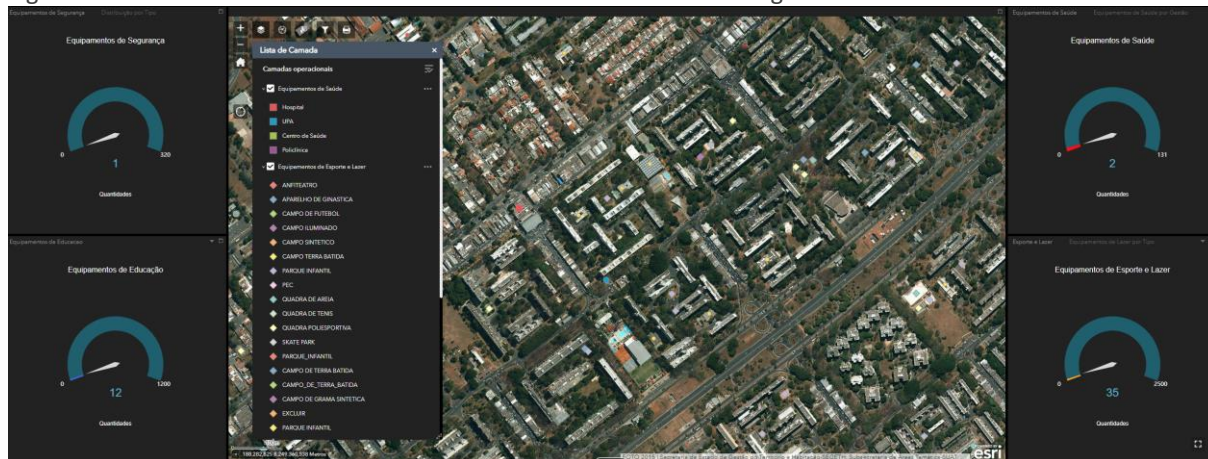 Equipamentos de Segurança Distribuição por Tipo
Equipamentos de Segurança
0 320
1
Quantidades
Equipamentos de Educacao
Equipamentos de Educação
0 1200
12
Quantidades
Lista de Camada ×
Camadas operacionais
Equipamentos de Saúde
Hospital
UPA
Centro de Saúde
Policlínica
Equipamentos de Esporte e Lazer
ANFITEATRO
APARELHO DE GINASTICA
CAMPO DE FUTEBOL
CAMPO ILUMINADO
CAMPO SINTETICO
CAMPO TERRA BATIDA
PARQUE INFANTIL
PEC
QUADRA DE AREIA
QUADRA DE TENIS
QUADRA POLIESPORTIVA
SKATE PARK
PARQUE_INFANTIL
CAMPO DE TERRA BATIDA
CAMPO_DE_TERRA_BATIDA
CAMPO DE GRAMA SINTETICA
EXCLUIR
PARQUE INFANTIL
Metros
esri
Equipamentos de Saúde Equipamentos de Saúde por Gestão
Equipamentos de Saúde
0 131
2
Quantidades
Esporte e Lazer Equipamentos de Lazer por Tipo
Equipamentos de Esporte e Lazer
0 2500
35
Quantidades